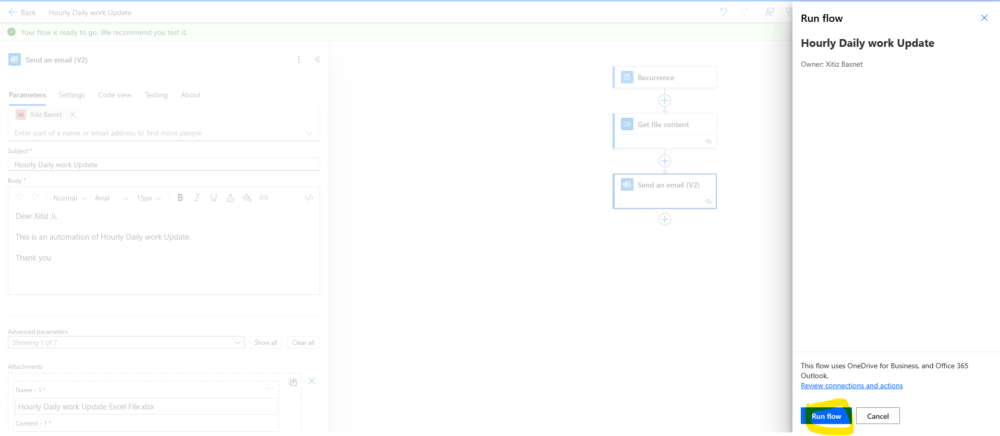 Back
Hourly Daily work Update
Your flow is ready to go. We recommend you test it.
Send an email (V2)
Parameters
Settings
Code view
Testing
About
XB
Xitiz Basnet
Enter part of a name or email address to find more people
Subject *
Hourly Daily work Update
Body *
Normal
Arial
15px
B
I
U
A
</>
Dear Xitiz Ji,
This is an automation of Hourly Daily work Update.
Thank you
Advanced parameters
Showing 1 of 7
Show all
Clear all
Attachments
Name - 1 *
Hourly Daily work Update Excel File.xlsx
Content - 1 *
Recurrence
Get file content
Send an email (V2)
Run flow
Hourly Daily work Update
Owner: Xitiz Basnet
This flow uses OneDrive for Business, and Office 365
Outlook.
Review connections and actions
Run flow
Cancel